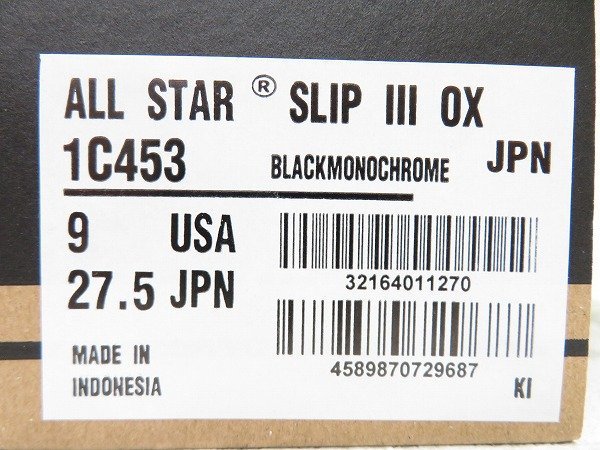 ALL STAR ® SLIP III OX
1C453 BLACKMONOCHROME JPN
9 USA
32164011270
27.5 JPN
4589870729687
MADE IN
INDONESIA
KI